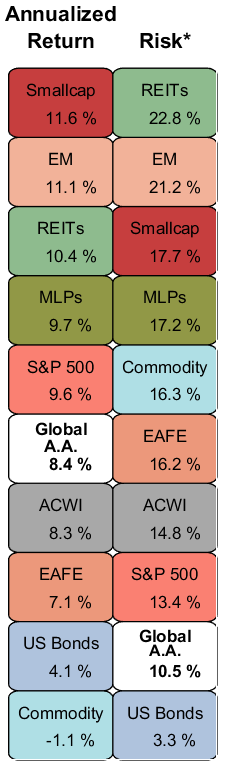 Annualized
Return Risk*
Smallcap REITs
11.6 % 22.8 %
EM EM
11.1 % 21.2 %
REITs Smallcap
10.4 % 17.7 %
MLPs MLPs
9.7 % 17.2 %
S&P 500 Commodity
9.6 % 16.3 %
Global
A.A.
8.4 %
EAFE
16.2 %
ACWI ACWI
8.3 % 14.8 %
EAFE S&P 500
7.1 % 13.4 %
US Bonds
4.1 %
Global
A.A.
10.5 %
Commodity US Bonds
-1.1 % 3.3 %